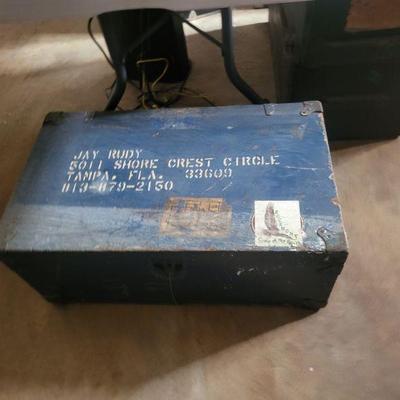 JAY RUDY
5011 SHORE CREST CIRCLE
TAMPA, FLA. 33609
813-879-2150